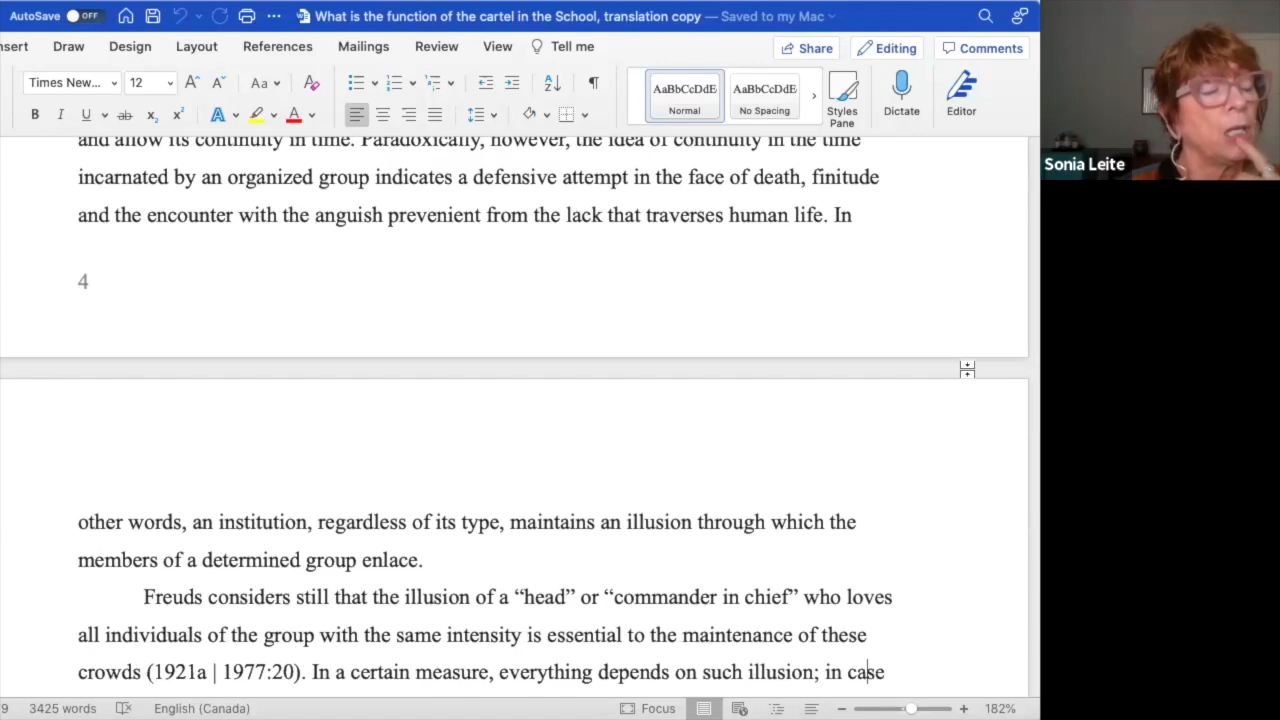 AutoSave OFF ... What is the function of the cartel in the School, translation copy — Saved to my Mac
nsert Draw Design Layout References Mailings Review View Tell me Share Editing Comments
Times New... 12 A A Aa A ¶ AaBbCcDdE AaBbCcDdE
Normal No Spacing Styles Pane Dictate Editor
B I U ab x₂ x² A A
and allow its continuity in time. Paradoxically, however, the idea of continuity in the time
incarnated by an organized group indicates a defensive attempt in the face of death, finitude
and the encounter with the anguish prevenient from the lack that traverses human life. In
4
other words, an institution, regardless of its type, maintains an illusion through which the
members of a determined group enlace.
Freuds considers still that the illusion of a “head” or “commander in chief” who loves
all individuals of the group with the same intensity is essential to the maintenance of these
crowds (1921a | 1977:20). In a certain measure, everything depends on such illusion; in case
9 3425 words English (Canada) Focus 182%
Sonia Leite